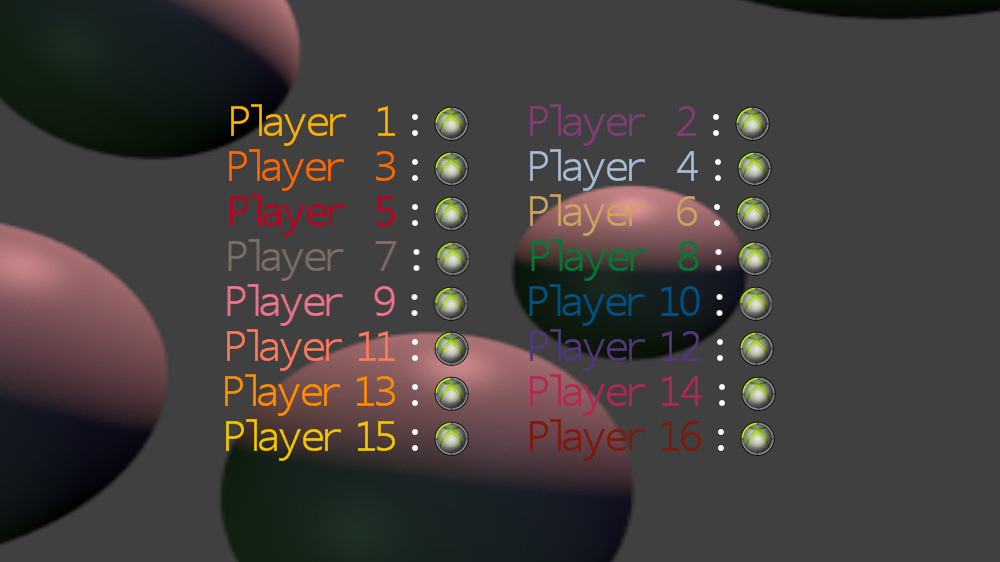 Player 1 : Player 2 :
Player 3 : Player 4 :
Player 5 : Player 6 :
Player 7 : Player 8 :
Player 9 : Player 10 :
Player 11 : Player 12 :
Player 13 : Player 14 :
Player 15 : Player 16 :